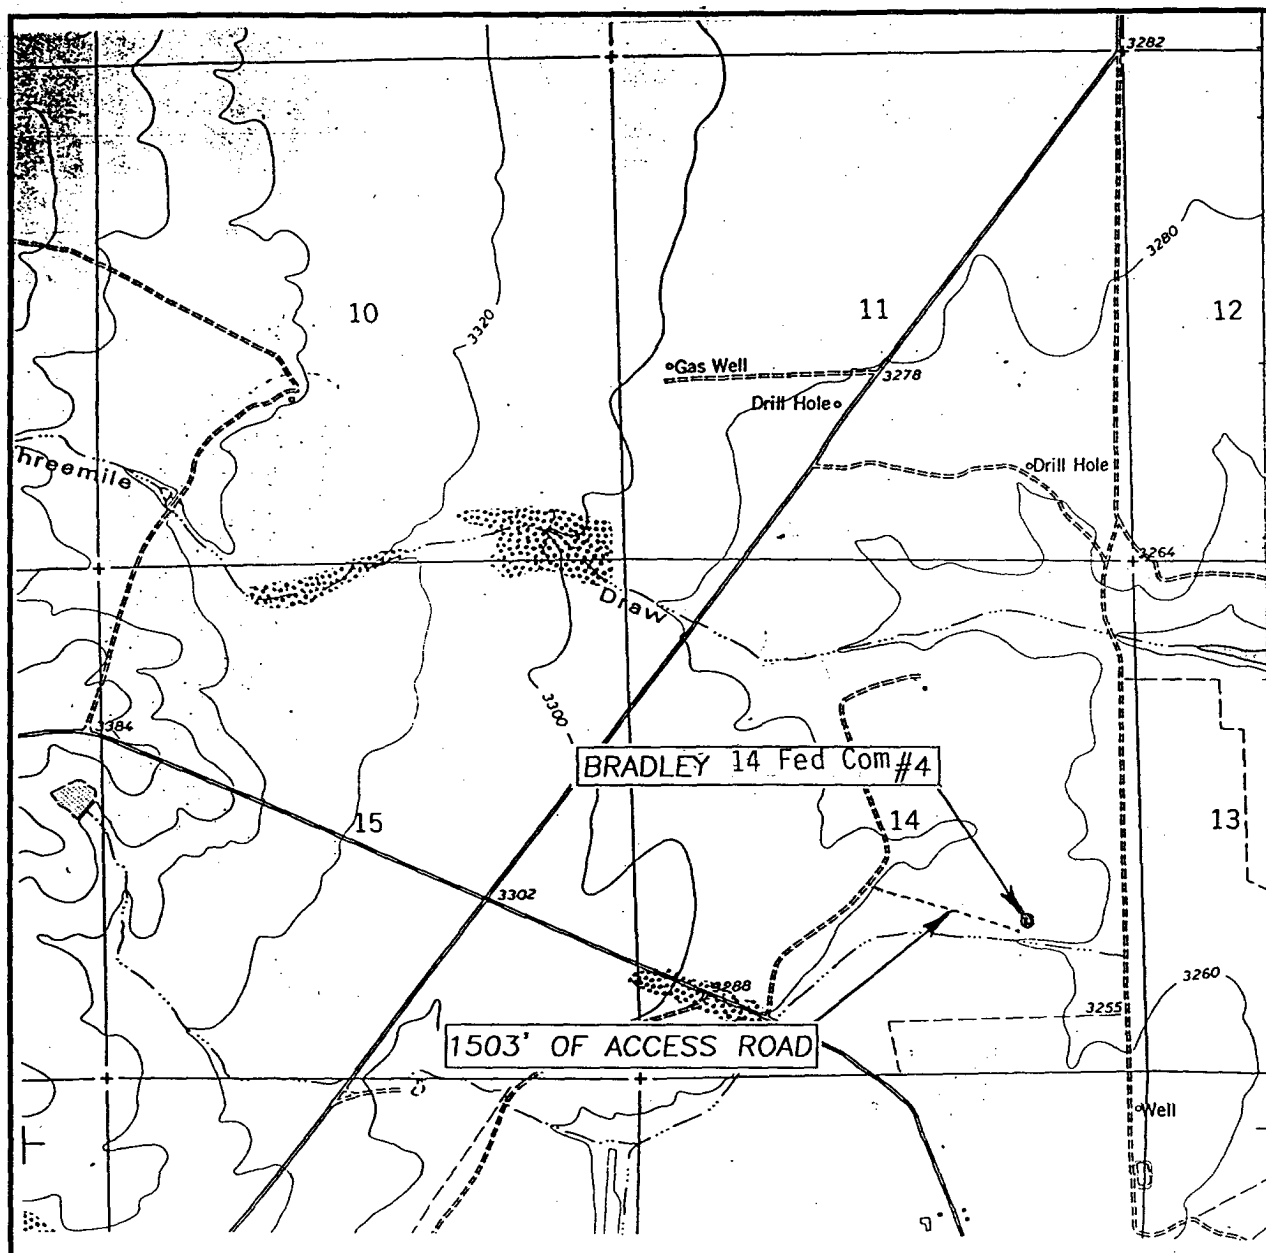 3282
3280
10
11
12
3320
Gas Well
3278
Drill Hole
Drill Hole
hreemile
3264
Draw
3300
3384
BRADLEY 14 Fed Com #4
15
14
13
3302
3288
3260
3255
1503' OF ACCESS ROAD
Well